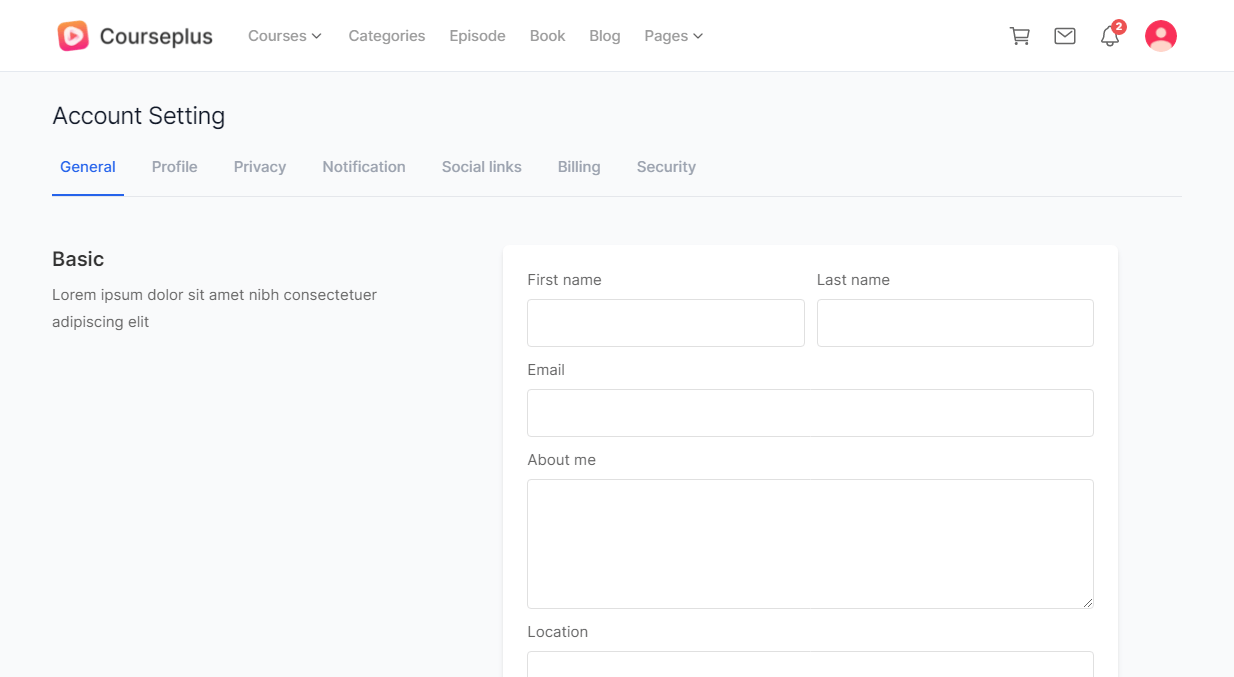 Courseplus
Courses
Categories
Episode
Book
Blog
Pages
2
Account Setting
General
Profile
Privacy
Notification
Social links
Billing
Security
Basic
Lorem ipsum dolor sit amet nibh consectetuer
adipiscing elit
First name
Last name
Email
About me
Location